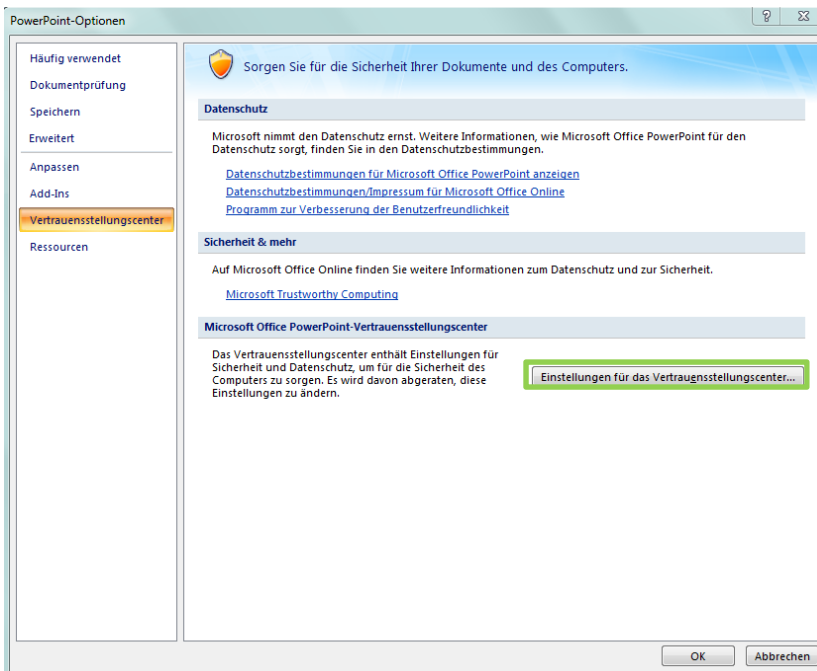 PowerPoint-Optionen
Häufig verwendet
Dokumentprüfung
Speichern
Erweitert
Anpassen
Add-Ins
Vertrauensstellungscenter
Ressourcen
Sorgen Sie für die Sicherheit Ihrer Dokumente und des Computers.
Datenschutz
Microsoft nimmt den Datenschutz ernst. Weitere Informationen, wie Microsoft Office PowerPoint für den
Datenschutz sorgt, finden Sie in den Datenschutzbestimmungen.
Datenschutzbestimmungen für Microsoft Office PowerPoint anzeigen
Datenschutzbestimmungen/Impressum für Microsoft Office Online
Programm zur Verbesserung der Benutzerfreundlichkeit
Sicherheit & mehr
Auf Microsoft Office Online finden Sie weitere Informationen zum Datenschutz und zur Sicherheit.
Microsoft Trustworthy Computing
Microsoft Office PowerPoint-Vertrauensstellungscenter
Das Vertrauensstellungscenter enthält Einstellungen für
Sicherheit und Datenschutz, um für die Sicherheit des
Computers zu sorgen. Es wird davon abgeraten, diese
Einstellungen zu ändern.
Einstellungen für das Vertrauensstellungscenter...
OK
Abbrechen